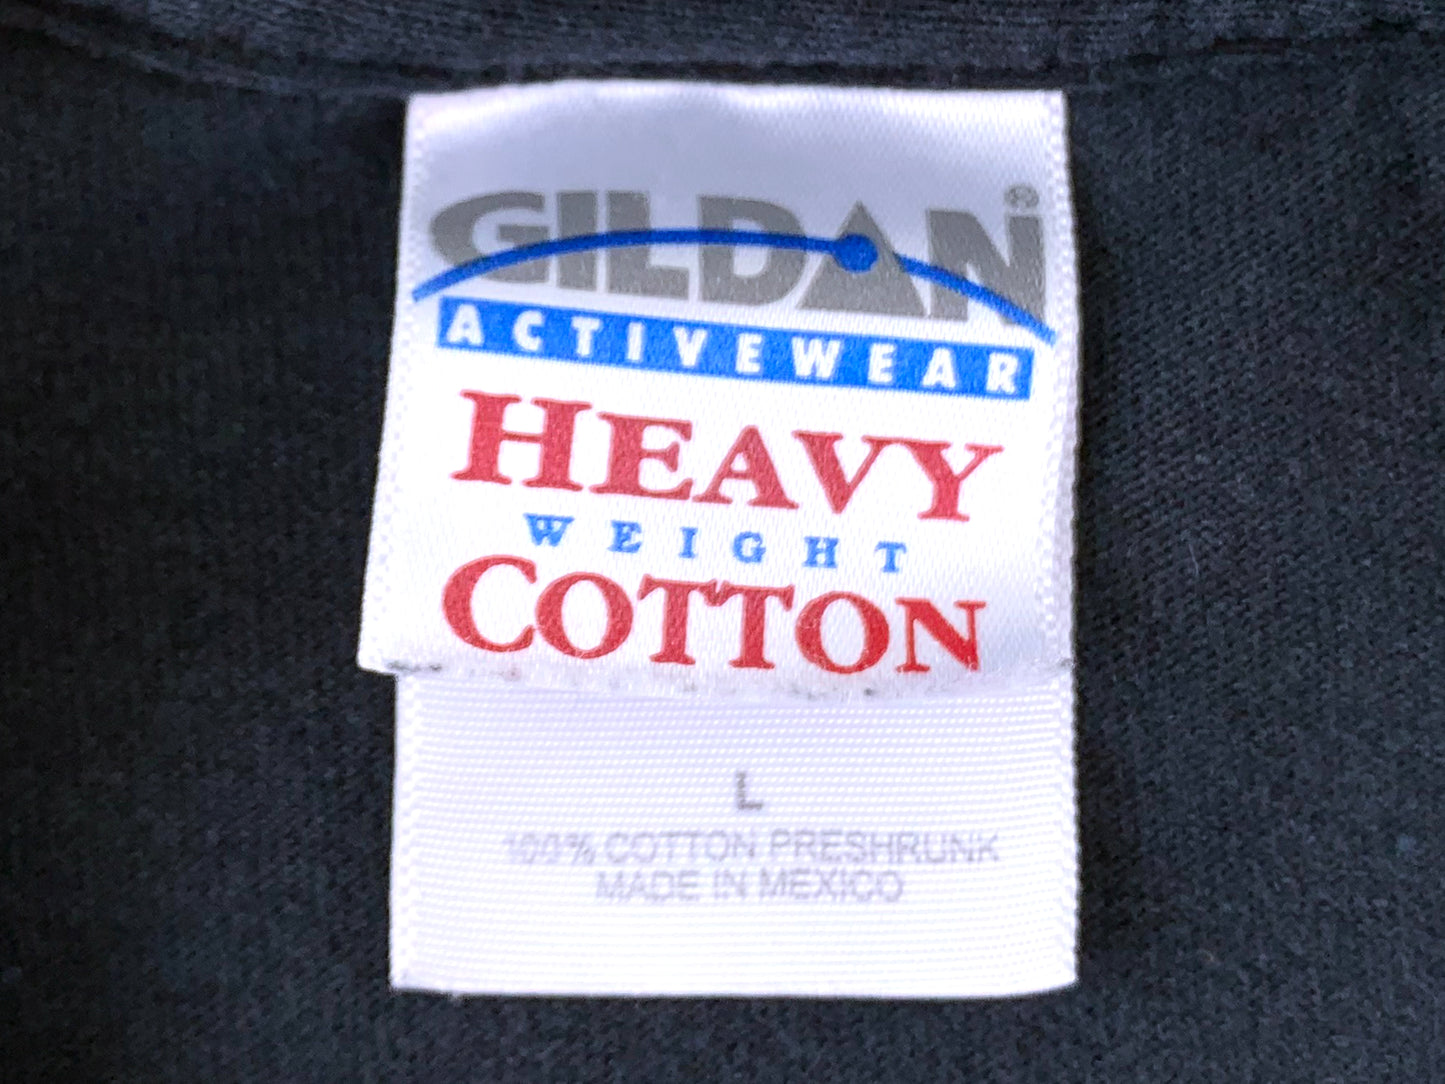 GILDAN®
ACTIVEWEAR
HEAVY
WEIGHT
COTTON
L
100% COTTON PRESHRUNK
MADE IN MEXICO